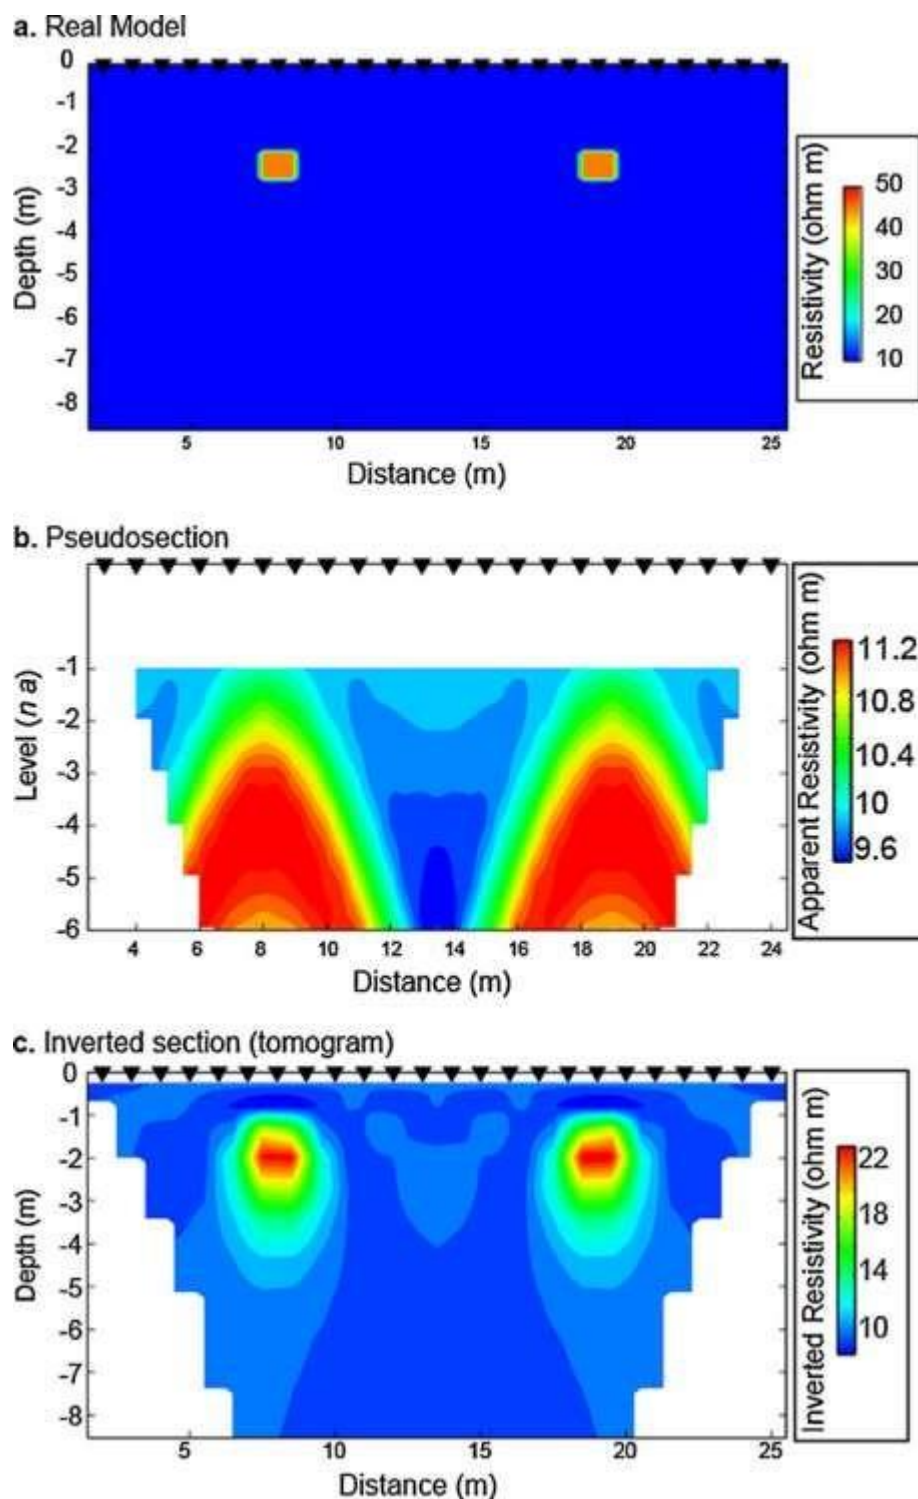 a. Real Model
0
-1
-2
-3
-4
-5
-6
-7
-8
Depth (m)
5 10 15 20 25
Distance (m)
Resistivity (ohm m)
50
40
30
20
10
b. Pseudosection
-1
-2
-3
-4
-5
-6
Level (n a)
4 6 8 10 12 14 16 18 20 22 24
Distance (m)
Apparent Resistivity (ohm m)
11.2
10.8
10.4
10
9.6
c. Inverted section (tomogram)
0
-1
-2
-3
-4
-5
-6
-7
-8
Depth (m)
5 10 15 20 25
Distance (m)
Inverted Resistivity (ohm m)
22
18
14
10